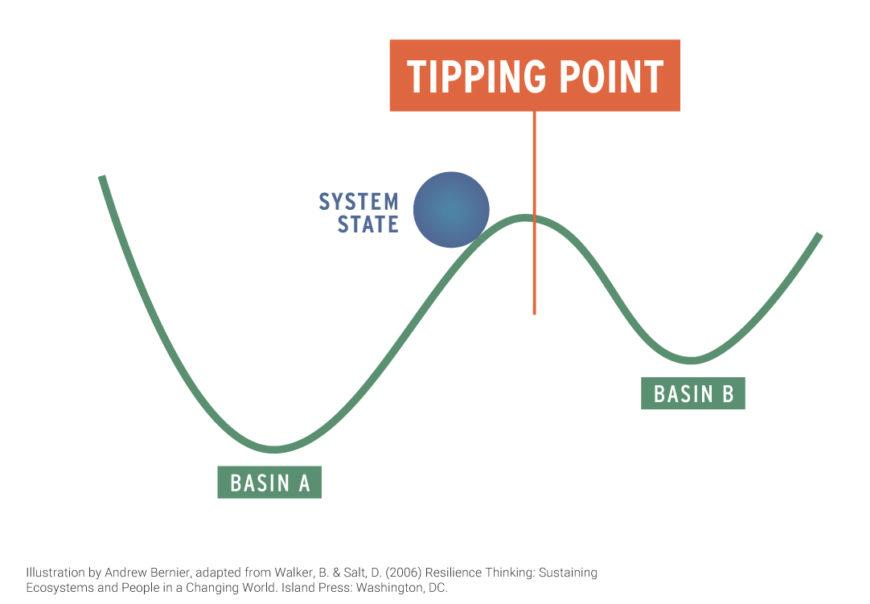 TIPPING POINT
SYSTEM
STATE
BASIN B
BASIN A
Illustration by Andrew Bernier, adapted from Walker, B. & Salt, D. (2006) Resilience Thinking: Sustaining
Ecosystems and People in a Changing World. Island Press: Washington, DC.